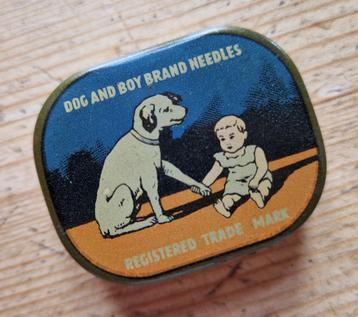 DOG AND BOY BRAND NEEDLES
REGISTERED TRADE MARK